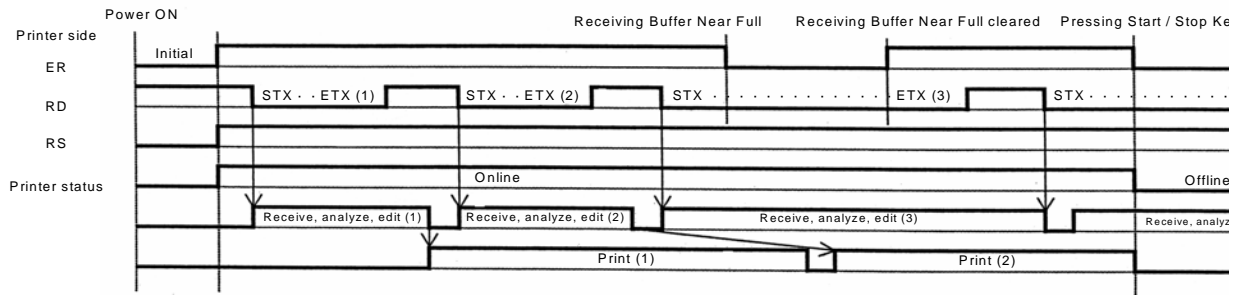 Power ON
Receiving Buffer Near Full Receiving Buffer Near Full cleared Pressing Start / Stop Ke
Printer side
Initial
ER
STX · · ETX (1) STX · · ETX (2) STX · · · · · · · · · · · · · · ETX (3) STX · · · · · · · · · ·
RD
RS
Online
Printer status
Offline
Receive, analyze, edit (1) Receive, analyze, edit (2) Receive, analyze, edit (3) Receive, analyz
Print (1) Print (2)